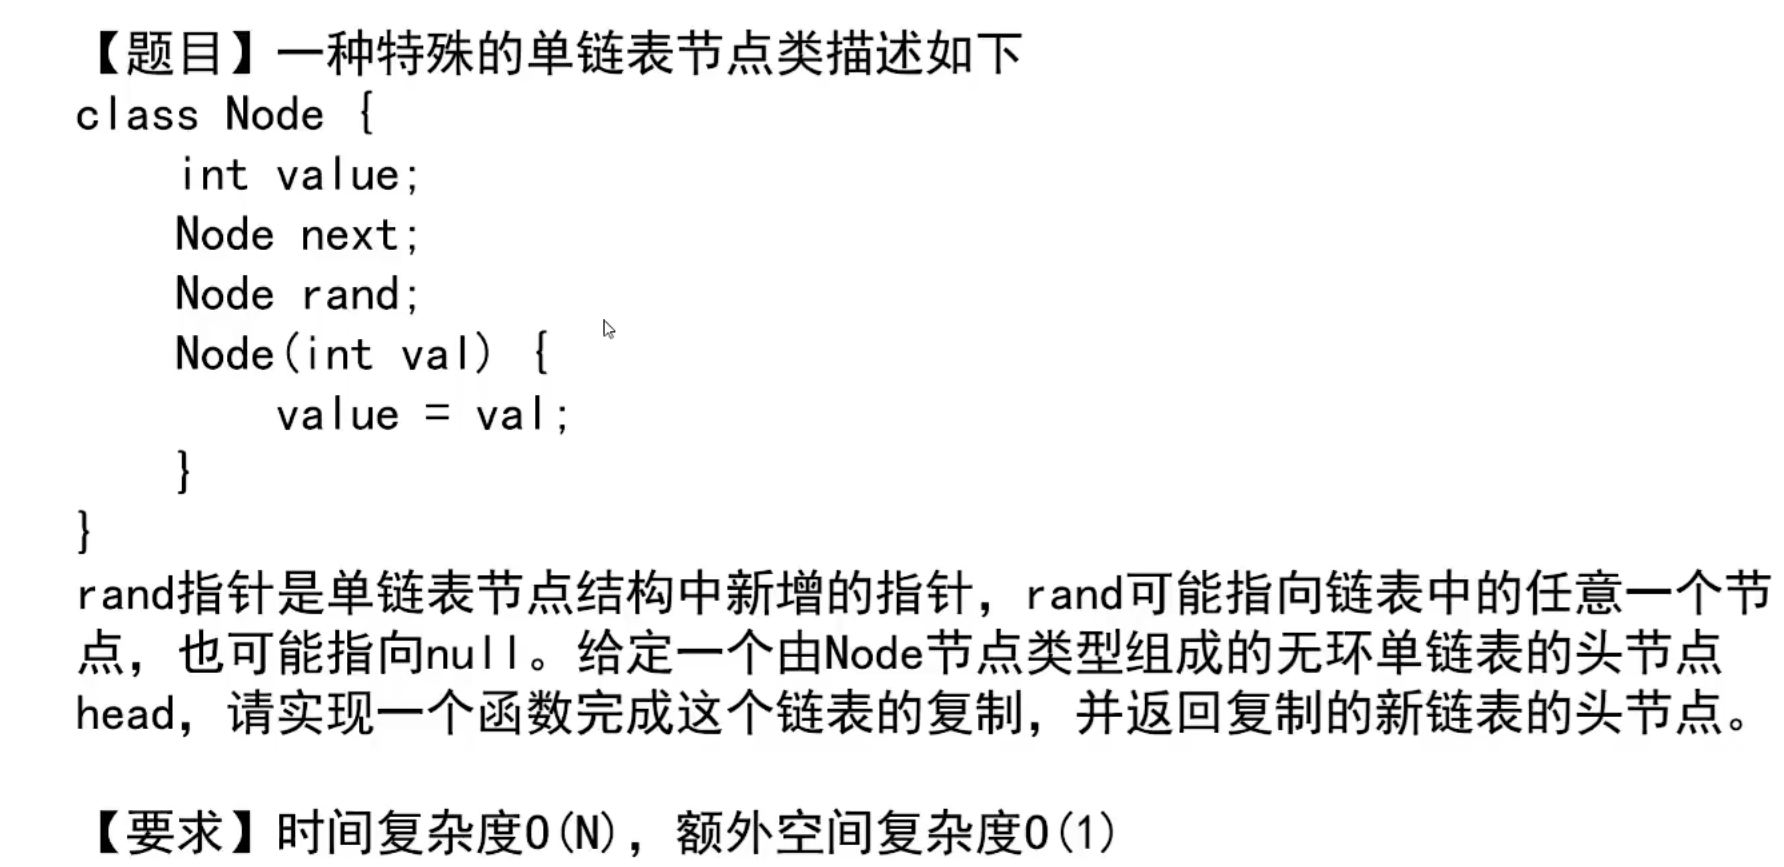 【题目】一种特殊的单链表节点类描述如下
class Node {
    int value;
    Node next;
    Node rand;
    Node(int val) {
        value = val;
    }
}
rand指针是单链表节点结构中新增的指针，rand可能指向链表中的任意一个节
点，也可能指向null。给定一个由Node节点类型组成的无环单链表的头节点
head，请实现一个函数完成这个链表的复制，并返回复制的新链表的头节点。
【要求】时间复杂度O(N)，额外空间复杂度O(1)